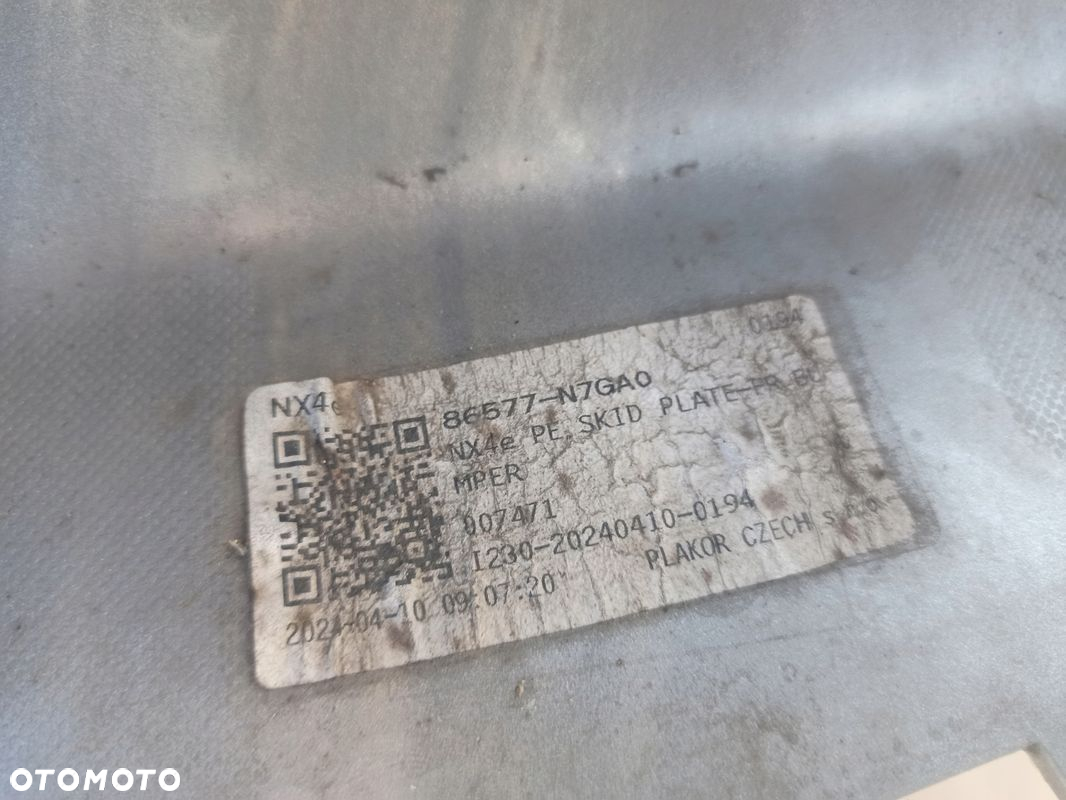 0194
NX4e
86577-N7GA0
NX4e PE SKID PLATE-FR BU
MPER
007471
I230-20240410-0194
PLAKOR CZECH s.r.o
2024-04-10 09:07:20
OTOMOTO